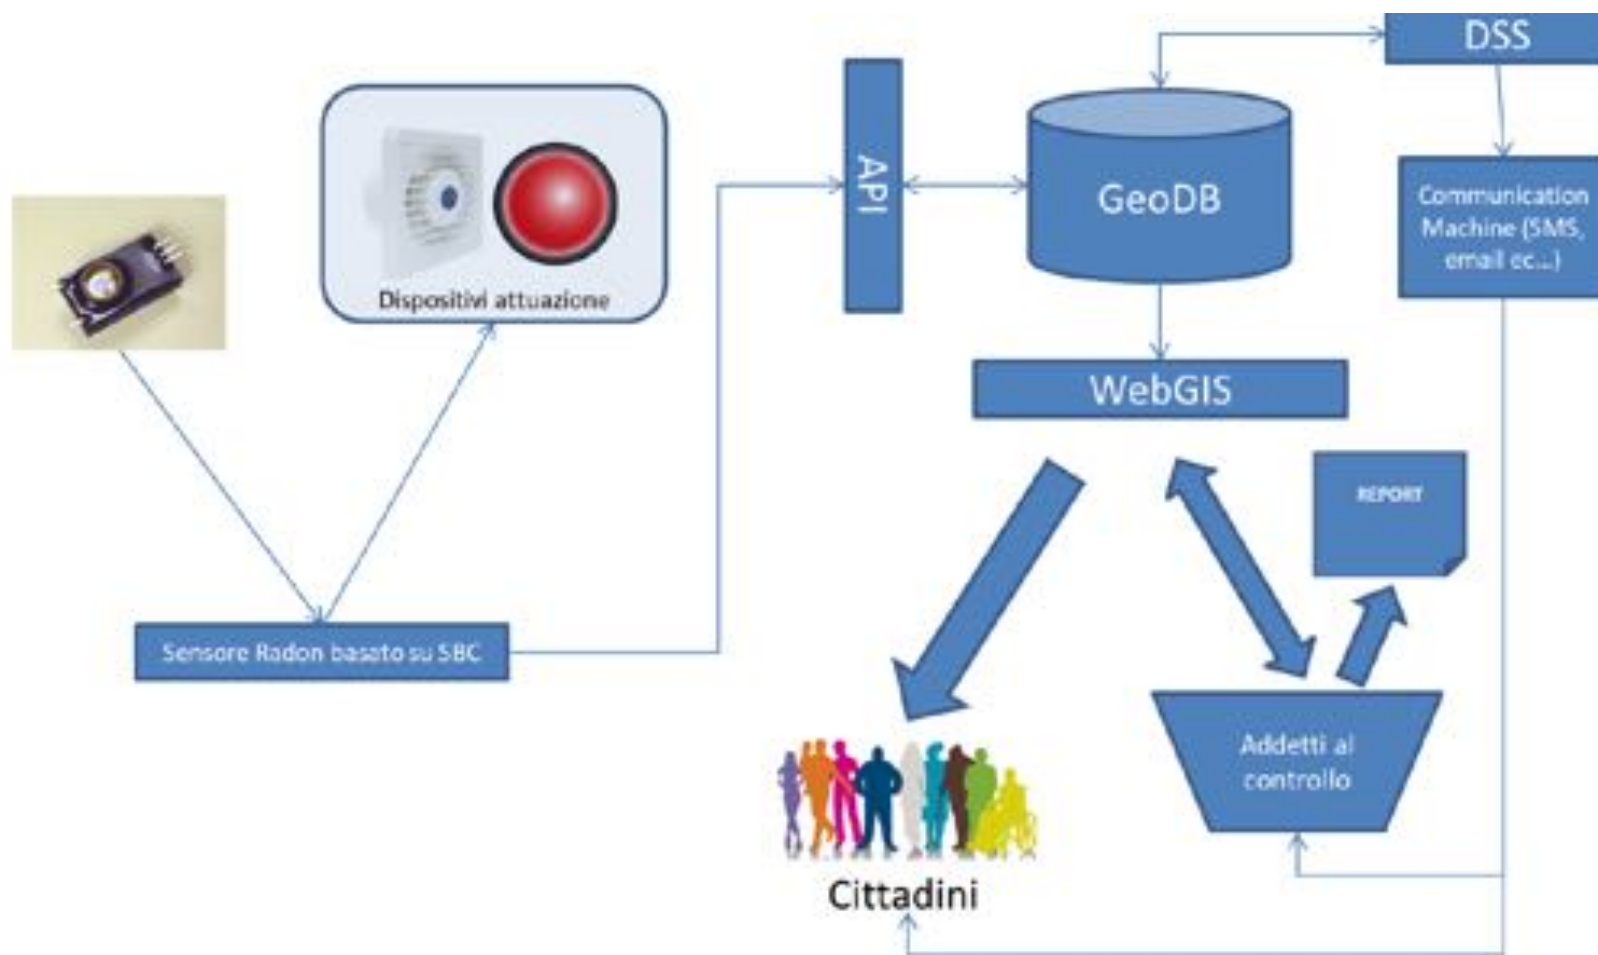 DSS
API
GeoDB
Communication
Machine (SMS,
email ec...)
Dispositivi attuazione
WebGIS
REPORT
Sensore Radon basato su SBC
Addetti al
controllo
Cittadini